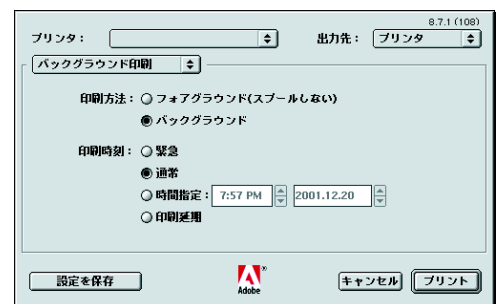 8.7.1 (108)
プリンタ： 出力先： プリンタ
バックグラウンド印刷
印刷方法： フォアグラウンド(スプールしない)
バックグラウンド
印刷時刻： 緊急
通常
時間指定： 7:57 PM 2001.12.20
印刷延期
設定を保存 Adobe® キャンセル プリント